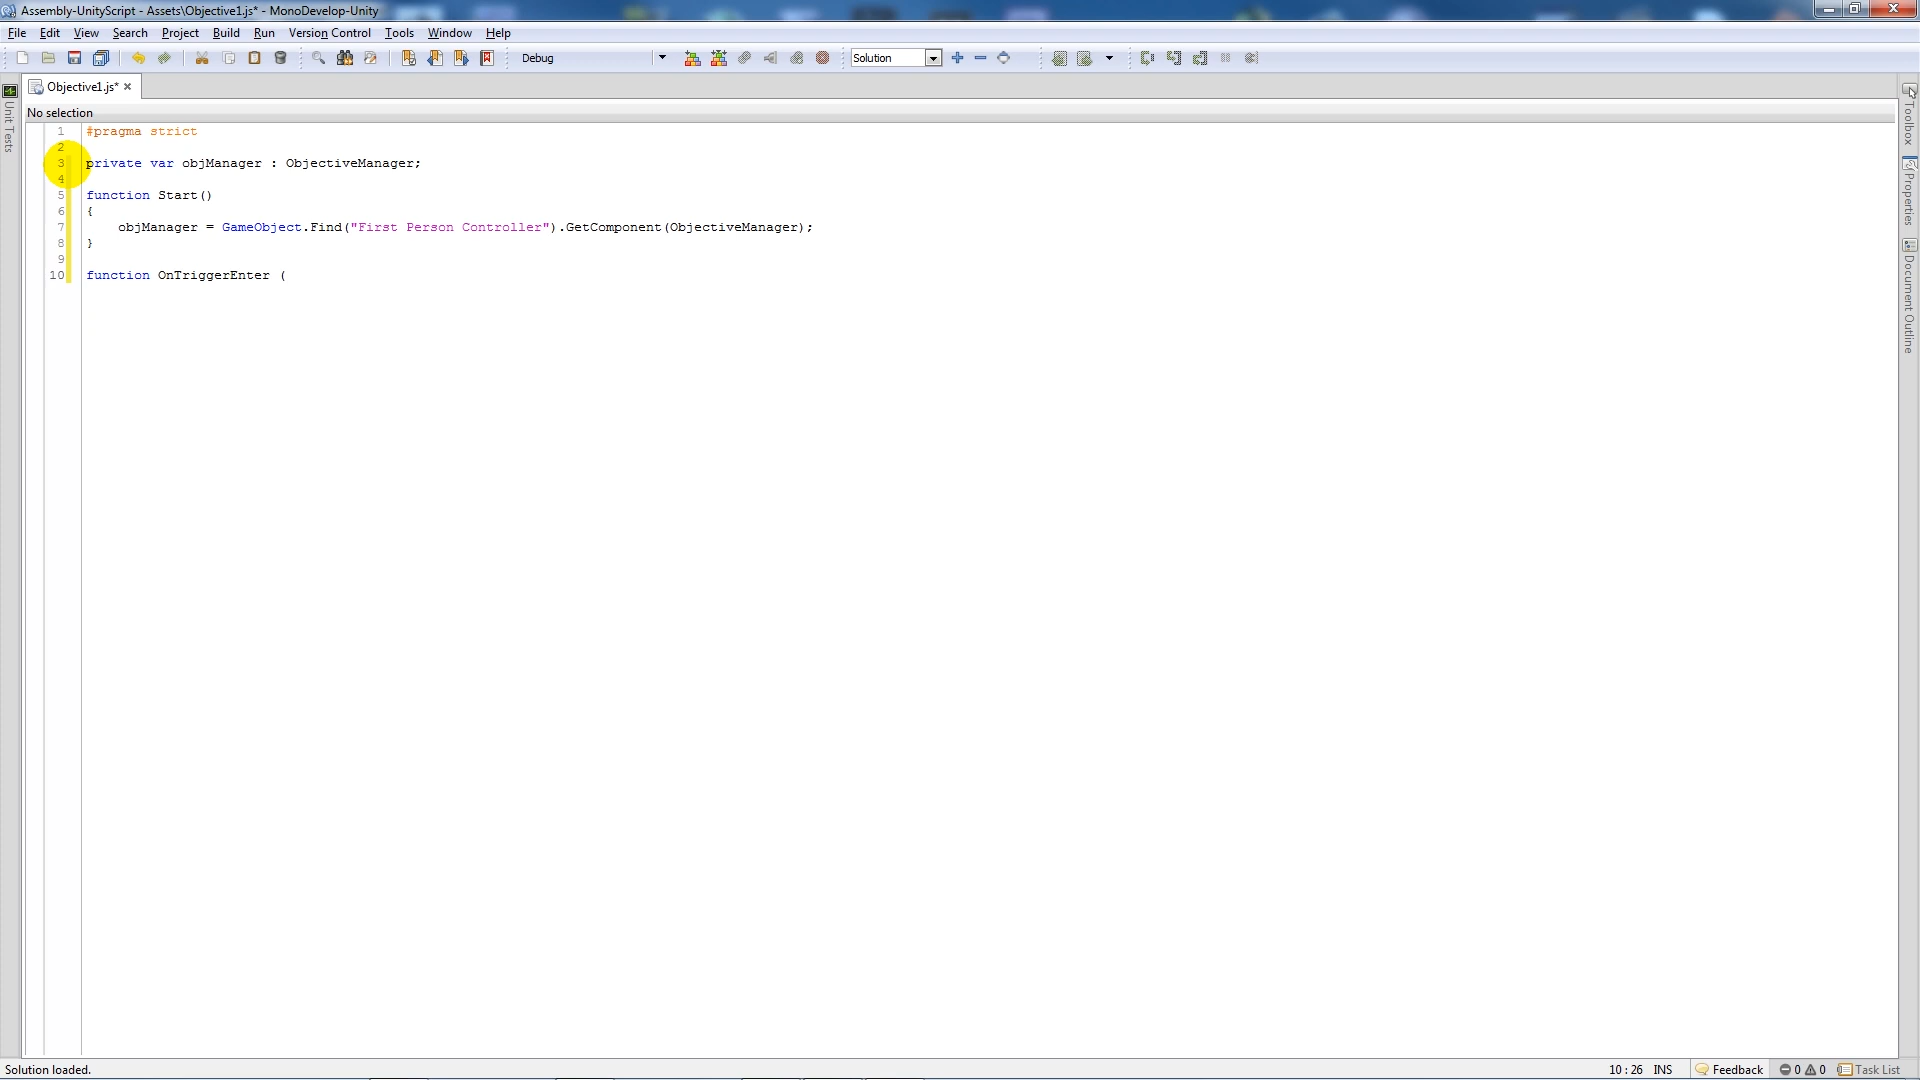 Assembly-UnityScript - Assets\Objective1.js* - MonoDevelop-Unity
File Edit View Search Project Build Run Version Control Tools Window Help
Debug Solution
Objective1.js*
No selection
1 #pragma strict
2
3 private var objManager : ObjectiveManager;
4
5 function Start()
6 {
7 objManager = GameObject.Find("First Person Controller").GetComponent(ObjectiveManager);
8 }
9
10 function OnTriggerEnter (
Unit Tests
Toolbox
Properties
Document Outline
Solution loaded. 10 : 26 INS Feedback 0 0 Task List